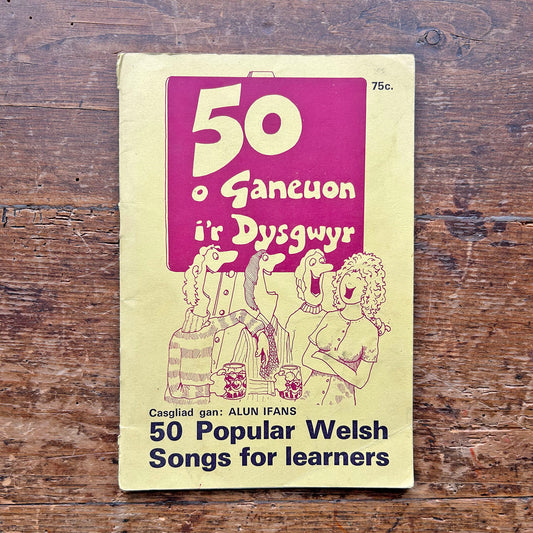 75c.
50
o Ganeuon
i'r Dysgwyr
Casgliad gan: ALUN IFANS
50 Popular Welsh
Songs for learners